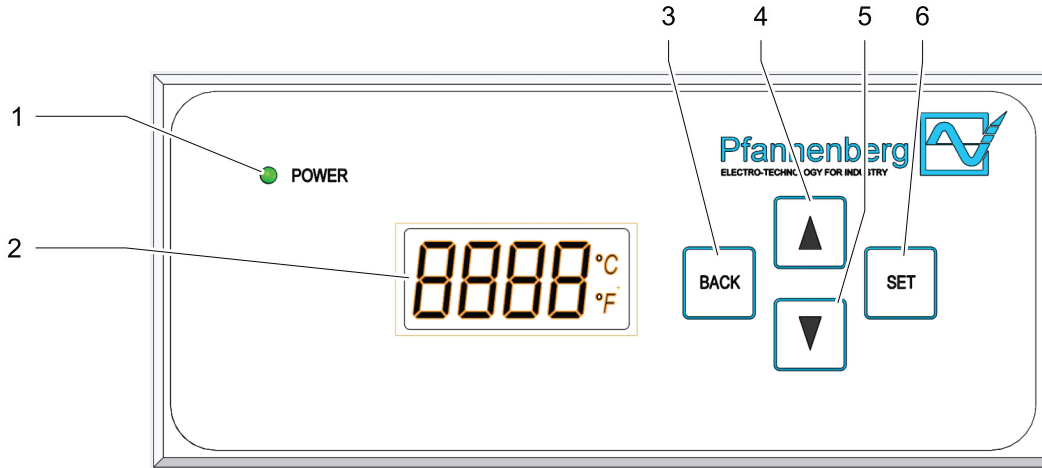 3 4 5 6
1
Pfannenberg
ELECTRO-TECHNOLOGY FOR INDUSTRY
POWER
2
8888 °C
°F
BACK
SET